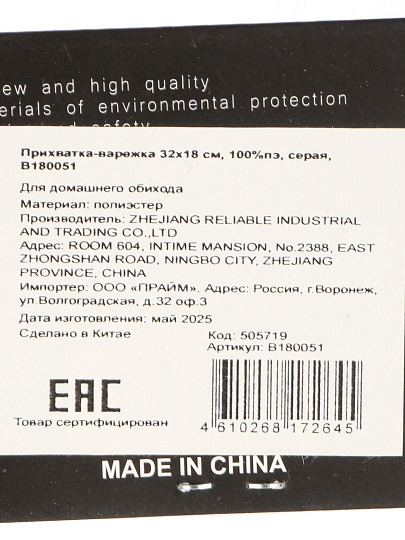 ew and high quality
erials of environmental protection
safety
Прихватка-варежка 32х18 см, 100%пэ, серая,
B180051
Для домашнего обихода
Материал: полиэстер
Производитель: ZHEJIANG RELIABLE INDUSTRIAL
AND TRADING CO.,LTD
Адрес: ROOM 604, INTIME MANSION, No.2388, EAST
ZHONGSHAN ROAD, NINGBO CITY, ZHEJIANG
PROVINCE, CHINA
Импортер: ООО «ПРАЙМ». Адрес: Россия, г.Воронеж,
ул.Волгоградская, д.32 оф.3
Дата изготовления: май 2025
Сделано в Китае
Код: 505719
Артикул: B180051
EAC
Товар сертифицирован
4 610268 172645
MADE IN CHINA